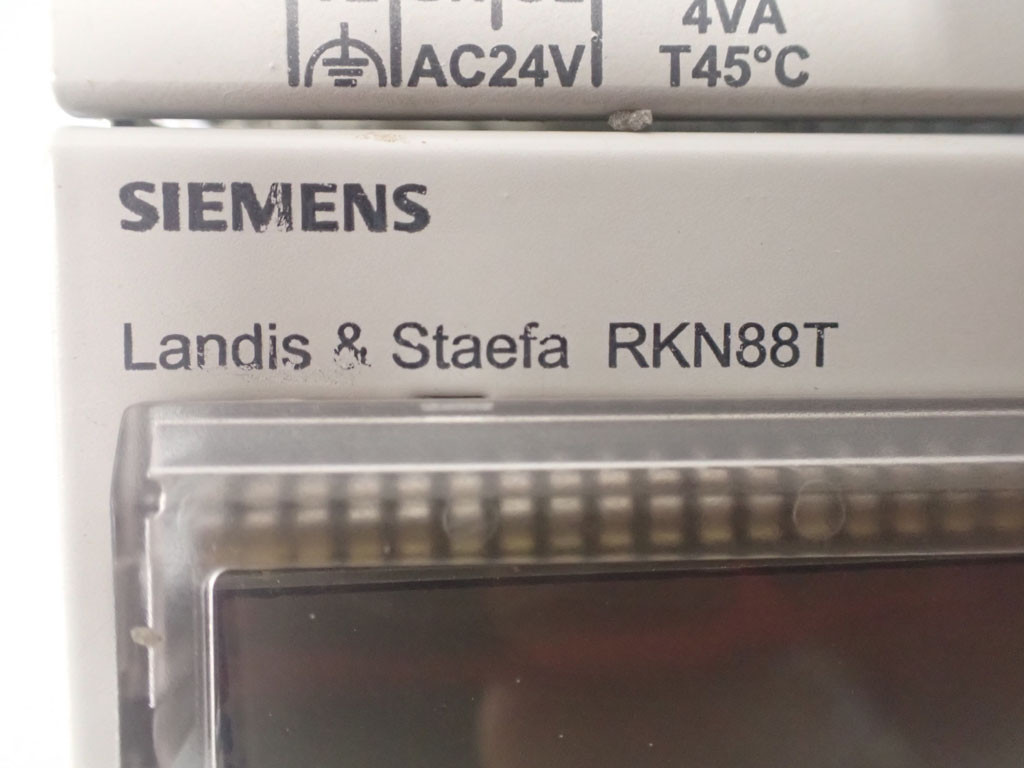 4VA
AC24V T45°C
SIEMENS
Landis & Staefa RKN88T